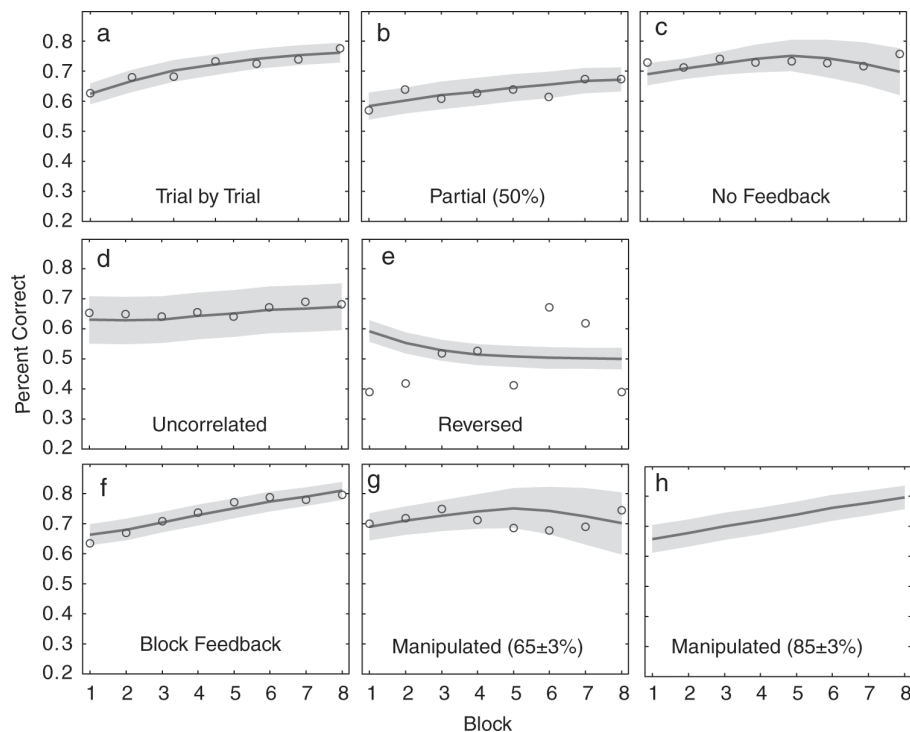 a
b
c
0.8
0.7
0.6
0.5
0.4
0.3
0.2
Trial by Trial
Partial (50%)
No Feedback
d
e
0.8
0.7
0.6
0.5
0.4
0.3
0.2
Percent Correct
Uncorrelated
Reversed
f
g
h
0.8
0.7
0.6
0.5
0.4
0.3
0.2
Block Feedback
Manipulated (65±3%)
Manipulated (85±3%)
1 2 3 4 5 6 7 8
1 2 3 4 5 6 7 8
1 2 3 4 5 6 7 8
Block